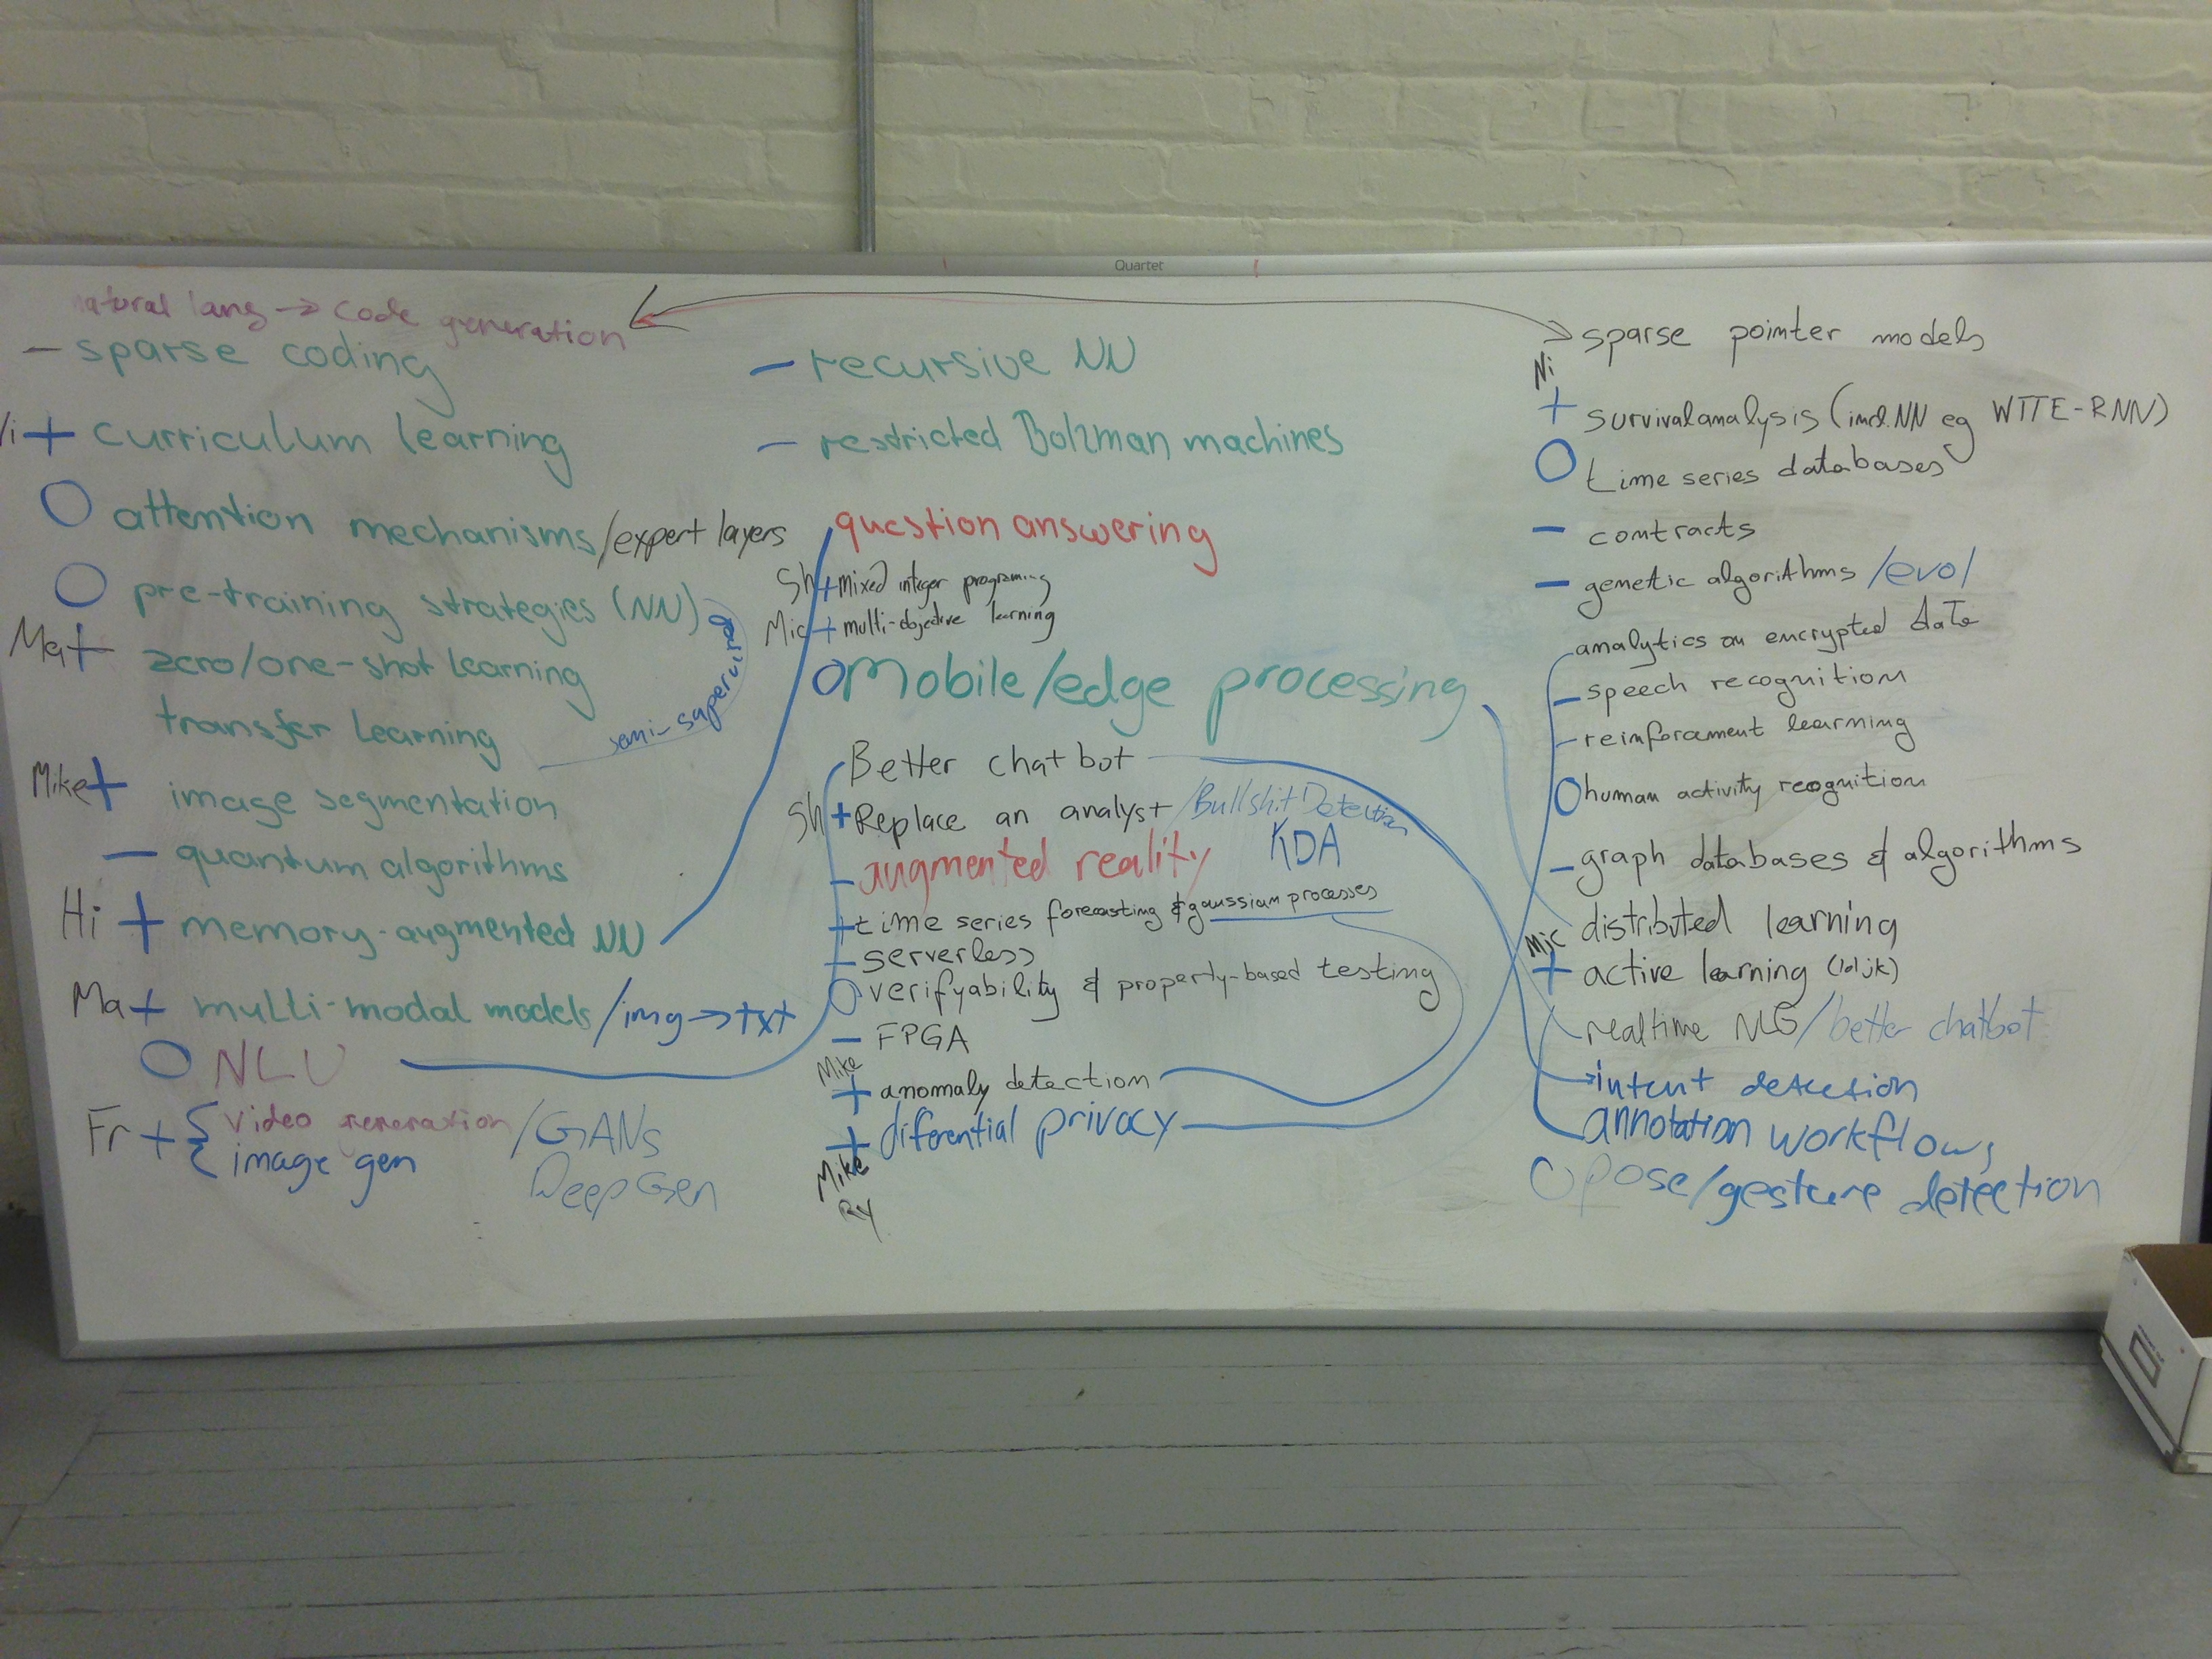 Quartet
natural lang → code generation
- sparse coding
+ curriculum learning
O attention mechanisms/expert layers
O pre-training strategies (NN)
Ma + zero/one-shot learning
transfer learning
semi-supervised
Mike + image segmentation
- quantum algorithms
Hi + memory-augmented NN
Ma + multi-modal models/img→txt
O NLU
Fr + { video generation /GANs
image gen
DeepGen
- recursive NN
- restricted Bolzman machines
question answering
Sh + mixed integer programing
Mic + multi-objective learning
O Mobile/edge processing
Better chatbot
Sh + Replace an analyst /Bullshit Detection
KDA
- augmented reality
+ time series forecasting & gaussian processes
- serverless
O verifyability & property-based testing
- FPGA
Mike
+ anomaly detection
+ diferential privacy
Mike
Ry
sparse pointer models
Ni
+ survival analysis (incl. NN eg WTTE-RNN)
O time series databases
- contracts
- genetic algorithms /evol
analytics on encrypted data
- speech recognition
- reinforcement learning
O human activity recognition
- graph databases & algorithms
distributed learning
Mic
+ active learning (lol jk)
realtime NLG/better chatbot
intent detection
annotation workflows
O pose/gesture detection